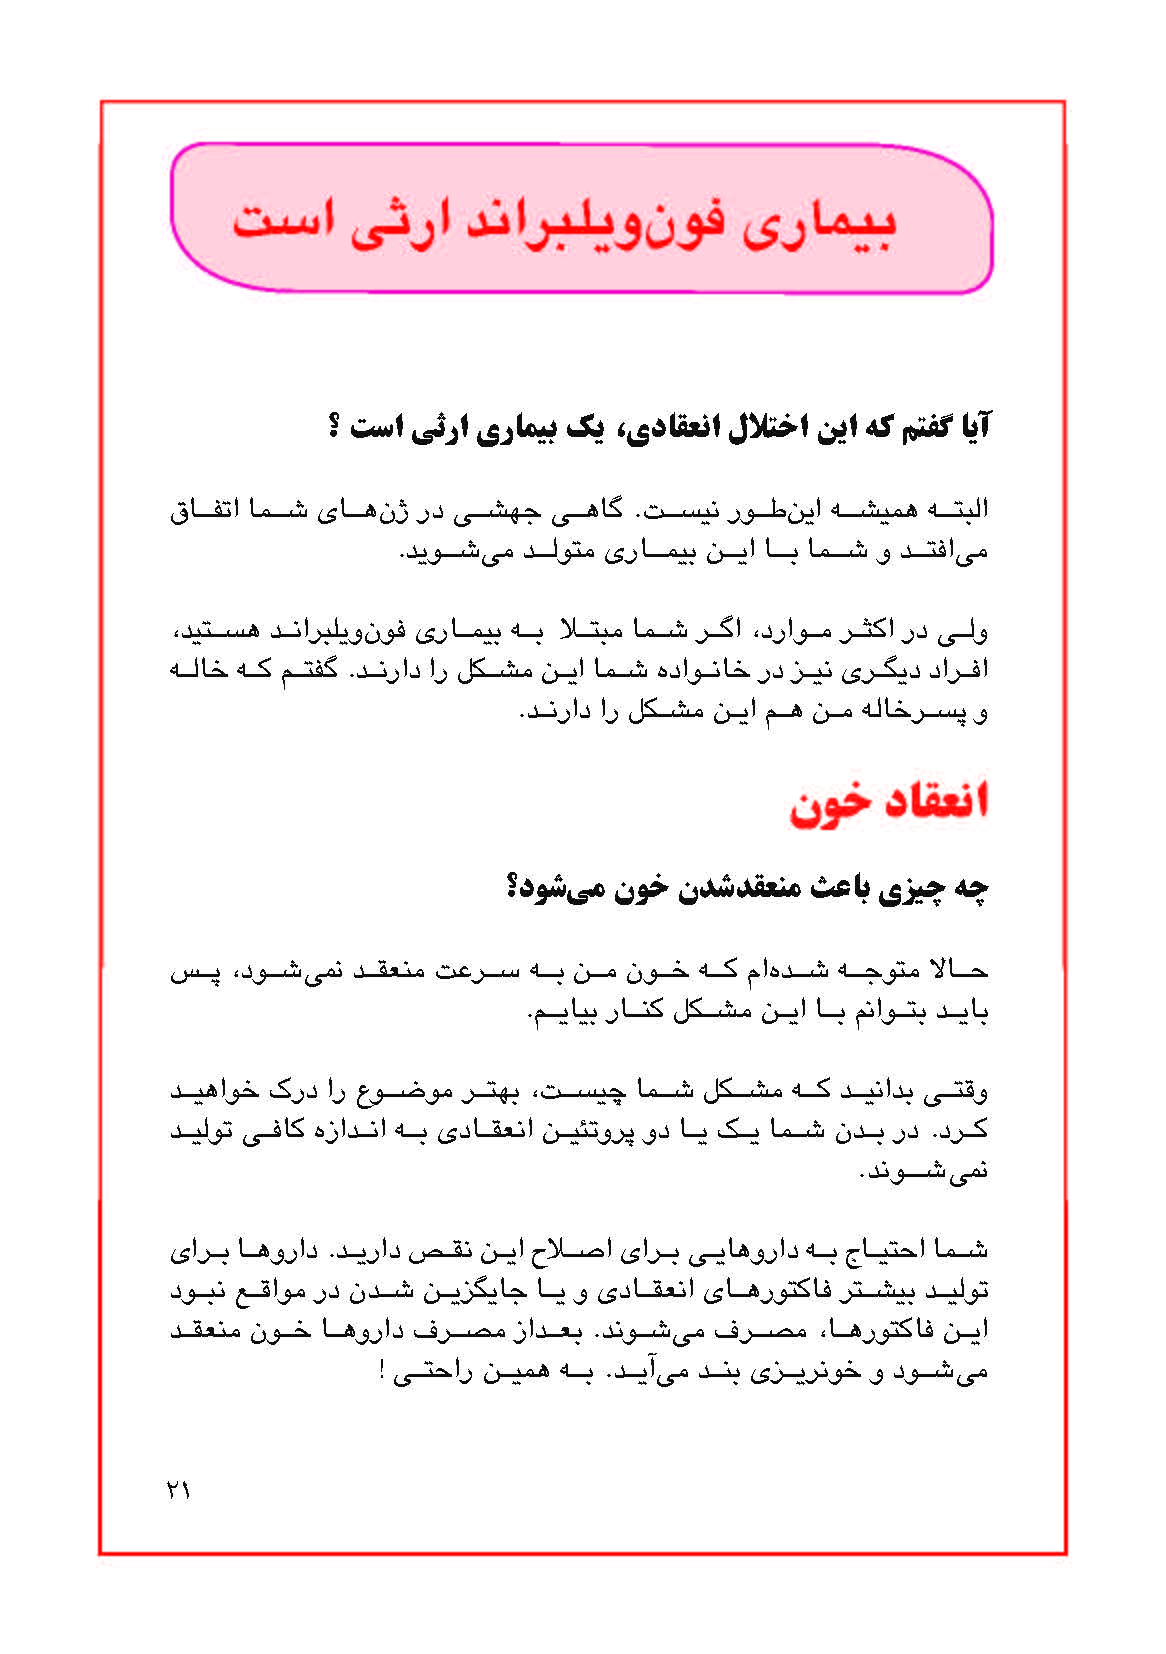 بیماری فون‌ویلبراند ارثی است
آیا گفتم که این اختلال انعقادی، یک بیماری ارثی است ؟
البته همیشه این‌طور نیست. گاهی جهشی در ژن‌های شما اتفاق
می‌افتد و شما با این بیماری متولد می‌شوید.
ولی در اکثر موارد، اگر شما مبتلا به بیماری فون‌ویلبراند هستید،
افراد دیگری نیز در خانواده شما این مشکل را دارند. گفتم که خاله
و پسرخاله من هم این مشکل را دارند.
انعقاد خون
چه چیزی باعث منعقدشدن خون می‌شود؟
حالا متوجه شده‌ام که خون من به سرعت منعقد نمی‌شود، پس
باید بتوانم با این مشکل کنار بیایم.
وقتی بدانید که مشکل شما چیست، بهتر موضوع را درک خواهید
کرد. در بدن شما یک یا دو پروتئین انعقادی به اندازه کافی تولید
نمی‌شوند.
شما احتیاج به داروهایی برای اصلاح این نقص دارید. داروها برای
تولید بیشتر فاکتورهای انعقادی و یا جایگزین شدن در مواقع نبود
این فاکتورها، مصرف می‌شوند. بعداز مصرف داروها خون منعقد
می‌شود و خونریزی بند می‌آید. به همین راحتی !
۲۱